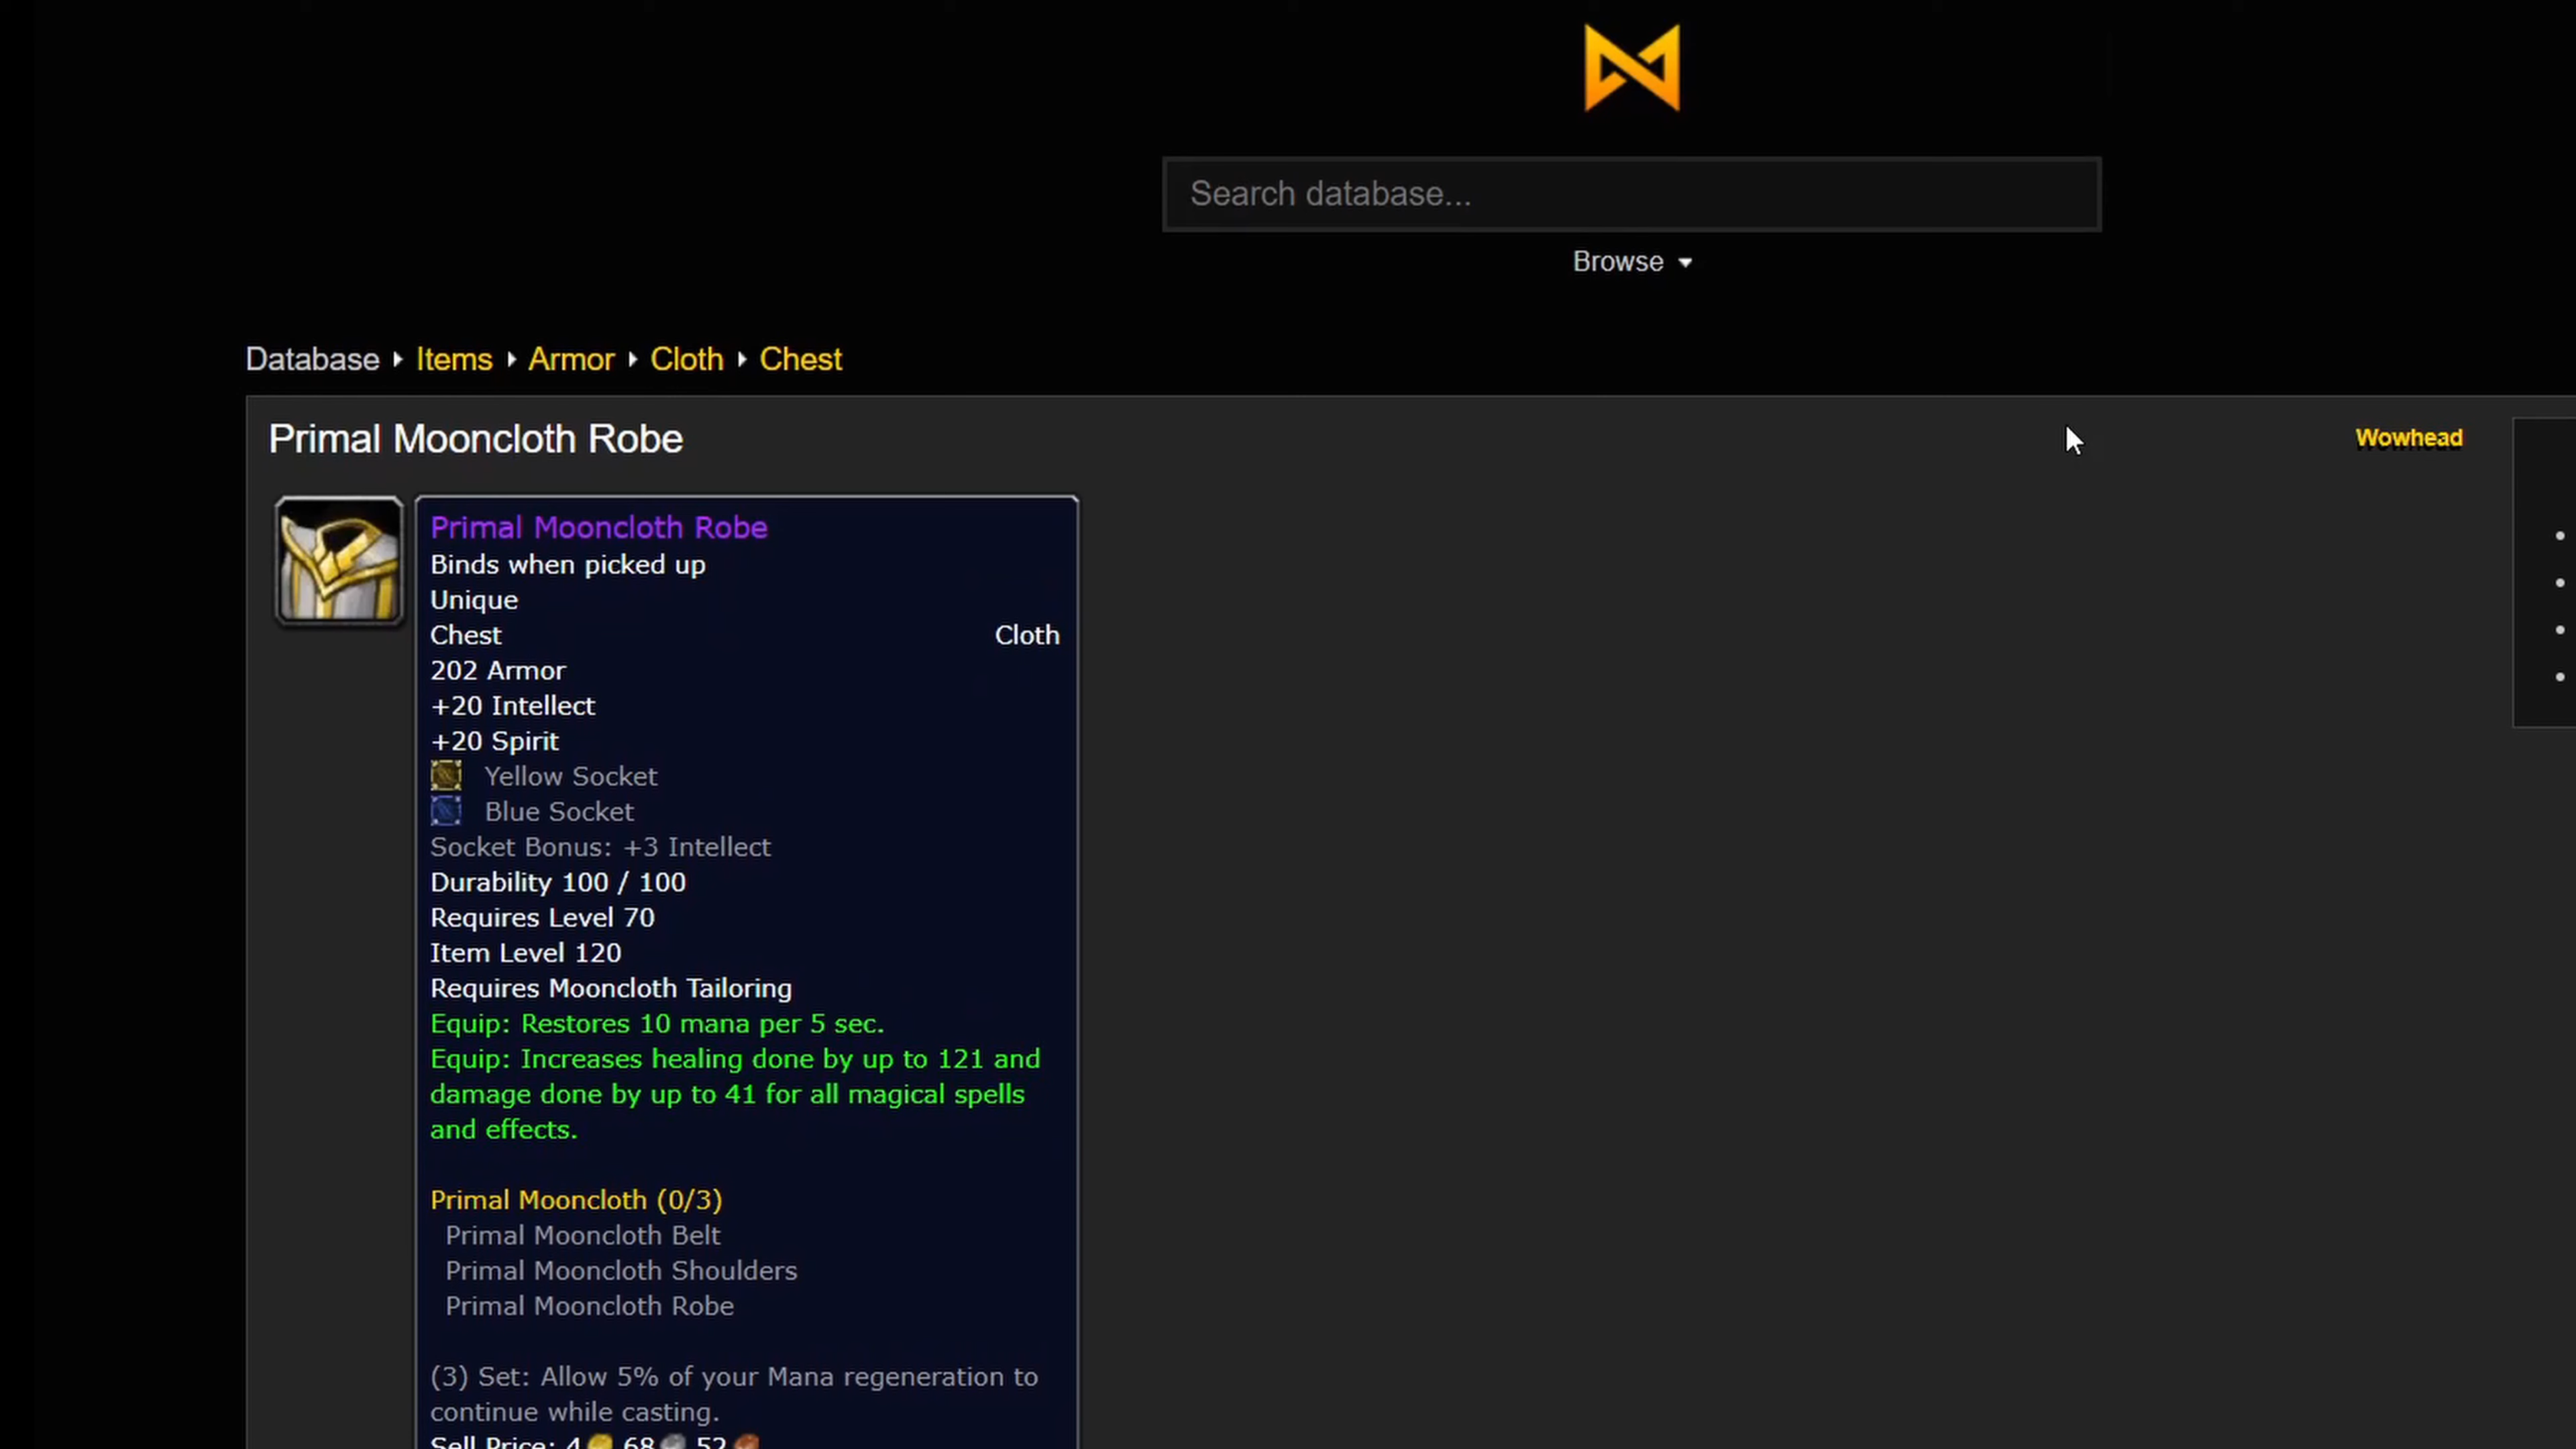 Search database...
Browse
Database Items Armor Cloth Chest
Primal Mooncloth Robe
Wowhead
Primal Mooncloth Robe
Binds when picked up
Unique
Chest Cloth
202 Armor
+20 Intellect
+20 Spirit
Yellow Socket
Blue Socket
Socket Bonus: +3 Intellect
Durability 100 / 100
Requires Level 70
Item Level 120
Requires Mooncloth Tailoring
Equip: Restores 10 mana per 5 sec.
Equip: Increases healing done by up to 121 and
damage done by up to 41 for all magical spells
and effects.
Primal Mooncloth (0/3)
Primal Mooncloth Belt
Primal Mooncloth Shoulders
Primal Mooncloth Robe
(3) Set: Allow 5% of your Mana regeneration to
continue while casting.
Sell Price: 4 68 52